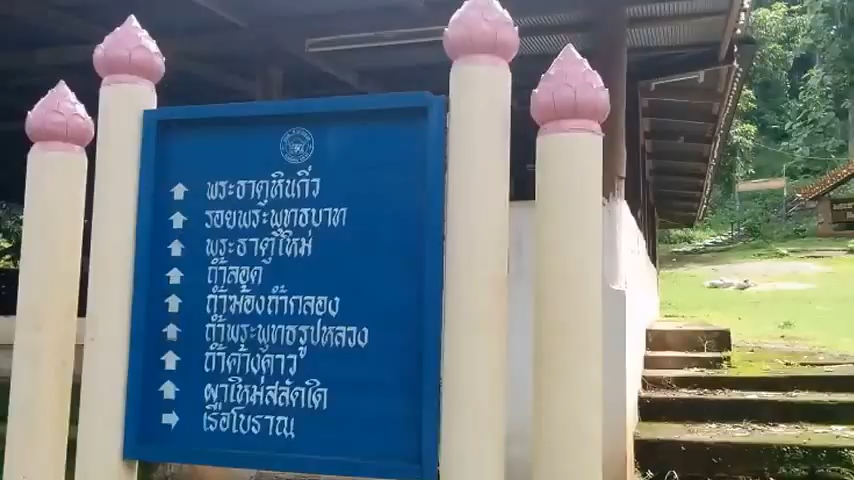 พระธาตุหินกิ่ว
รอยพระพุทธบาท
พระธาตุใหม่
ถ้ำลอด
ถ้ำฆ้องถ้ำกลอง
ถ้ำพระพุทธรูปหลวง
ถ้ำค้างคาว
ผาใหม่สลัดใด
เรือโบราณ